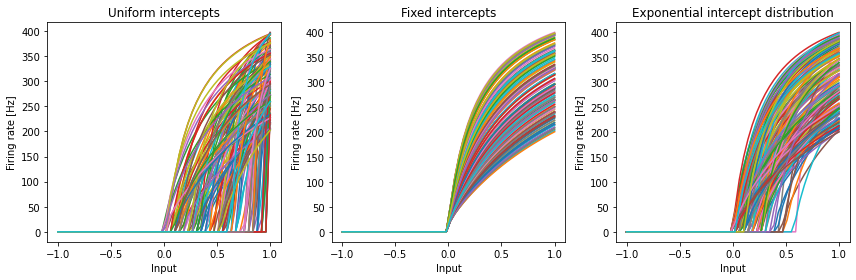 Uniform intercepts
Fixed intercepts
Exponential intercept distribution
Firing rate [Hz]
400
350
300
250
200
150
100
50
0
−1.0 −0.5 0.0 0.5 1.0
Input
Firing rate [Hz]
400
350
300
250
200
150
100
50
0
−1.0 −0.5 0.0 0.5 1.0
Input
Firing rate [Hz]
400
350
300
250
200
150
100
50
0
−1.0 −0.5 0.0 0.5 1.0
Input